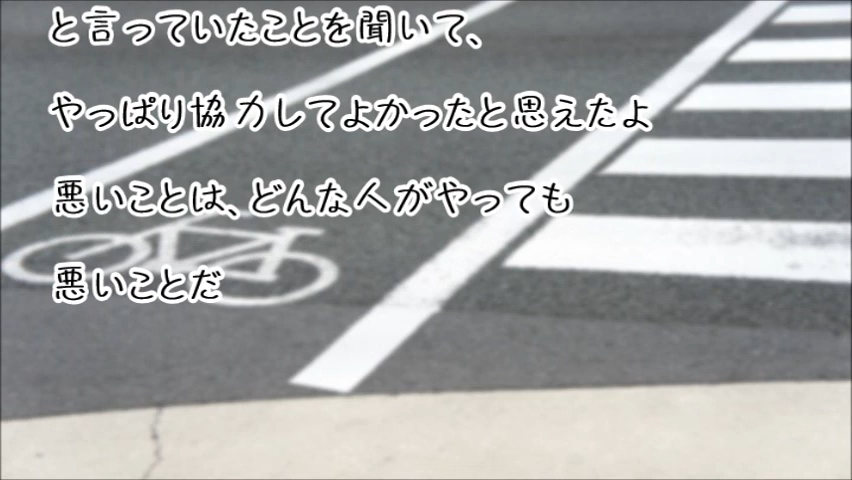 と言っていたことを聞いて、
やっぱり協力してよかったと思えたよ
悪いことは、どんな人がやっても
悪いことだ